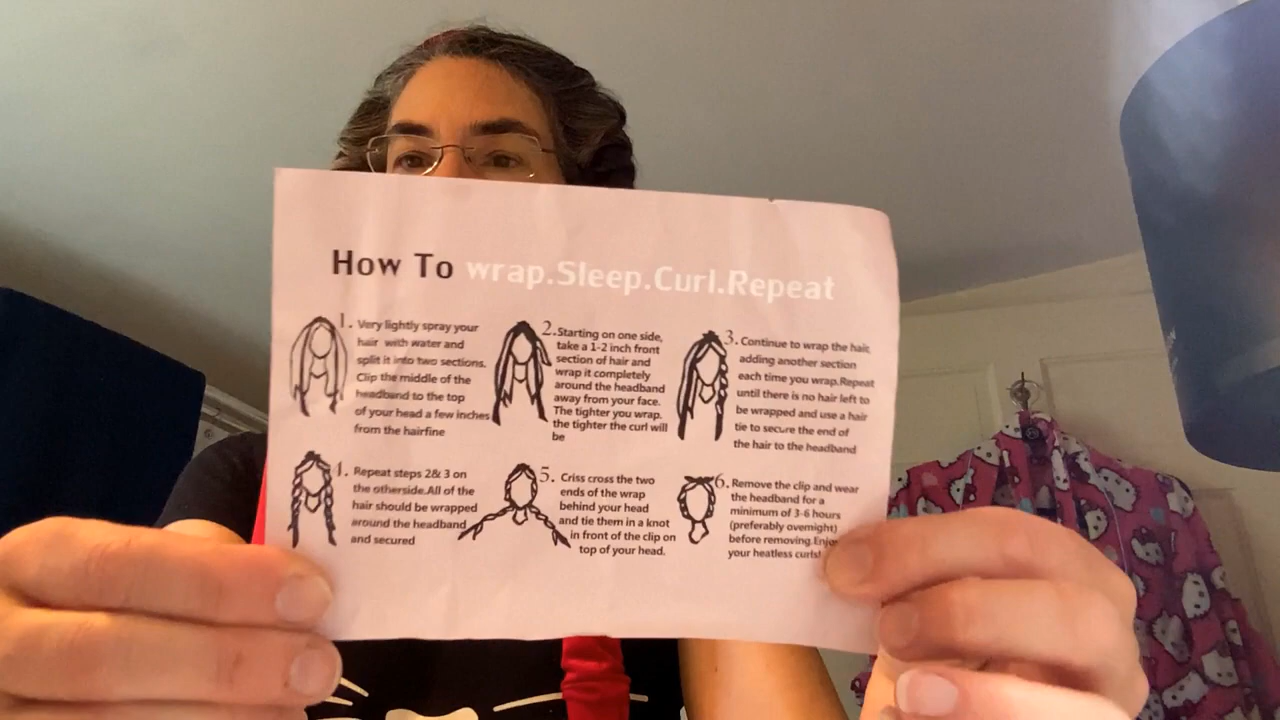 How To wrap.Sleep.Curl.Repeat
1. Very lightly spray your
hair with water and
split it into two sections.
Clip the middle of the
headband to the top
of your head a few inches
from the hairfine
2. Starting on one side,
take a 1-2 inch front
section of hair and
wrap it completely
around the headband
away from your face.
The tighter you wrap.
the tighter the curl will
be
3. Continue to wrap the hair,
adding another section
each time you wrap.Repeat
until there is no hair left to
be wrapped and use a hair
tie to secure the end of
the hair to the headband
4. Repeat steps 2& 3 on
the otherside.All of the
hair should be wrapped
around the headband
and secured
5. Criss cross the two
ends of the wrap
behind your head
and tie them in a knot
in front of the clip on
top of your head.
6. Remove the clip and wear
the headband for a
minimum of 3-6 hours
(preferably overnight)
before removing.Enjoy
your heatless curls!